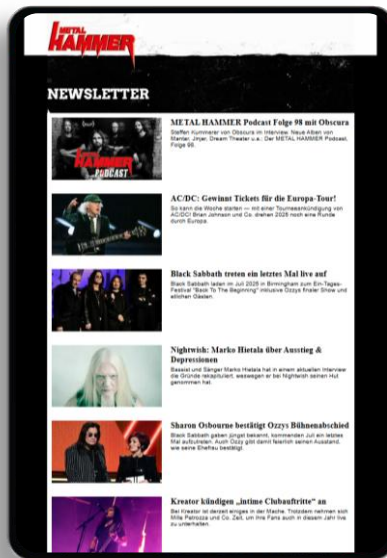 METAL
HAMMER
NEWSLETTER
METAL HAMMER
PODCAST
METAL HAMMER Podcast Folge 98 mit Obscura
Steffen Kummerer von Obscura im Interview. Neue Alben von
Mantar, Jinjer, Dream Theater u.a.: Der METAL HAMMER Podcast,
Folge 98.
AC/DC: Gewinnt Tickets für die Europa-Tour!
So kann die Woche starten — mit einer Tourneeankündigung von
AC/DC! Brian Johnson und Co. drehen 2025 noch eine Runde
durch Europa.
Black Sabbath treten ein letztes Mal live auf
Black Sabbath laden im Juli 2025 in Birmingham zum Ein-Tages-
Festival "Back To The Beginning" inklusive Ozzys finaler Show und
etlichen Gästen.
Nightwish: Marko Hietala über Ausstieg &
Depressionen
Bassist und Sänger Marko Hietala hat in einem aktuellen Interview
die Gründe rekapituliert, weswegen er bei Nightwish seinen Hut
genommen hat.
Sharon Osbourne bestätigt Ozzys Bühnenabschied
Black Sabbath gaben jüngst bekannt, kommenden Juli ein letztes
Mal aufzutreten. Auch Ozzy gibt damit feierlich seinen Ausstand,
wie seine Ehefrau bestätigt.
Kreator kündigen „intime Clubauftritte" an
Bei Kreator ist derzeit einiges in der Mache. Trotzdem nehmen sich
Mille Petrozza und Co. Zeit, um ihre Fans auch in diesem Jahr live
zu unterhalten.